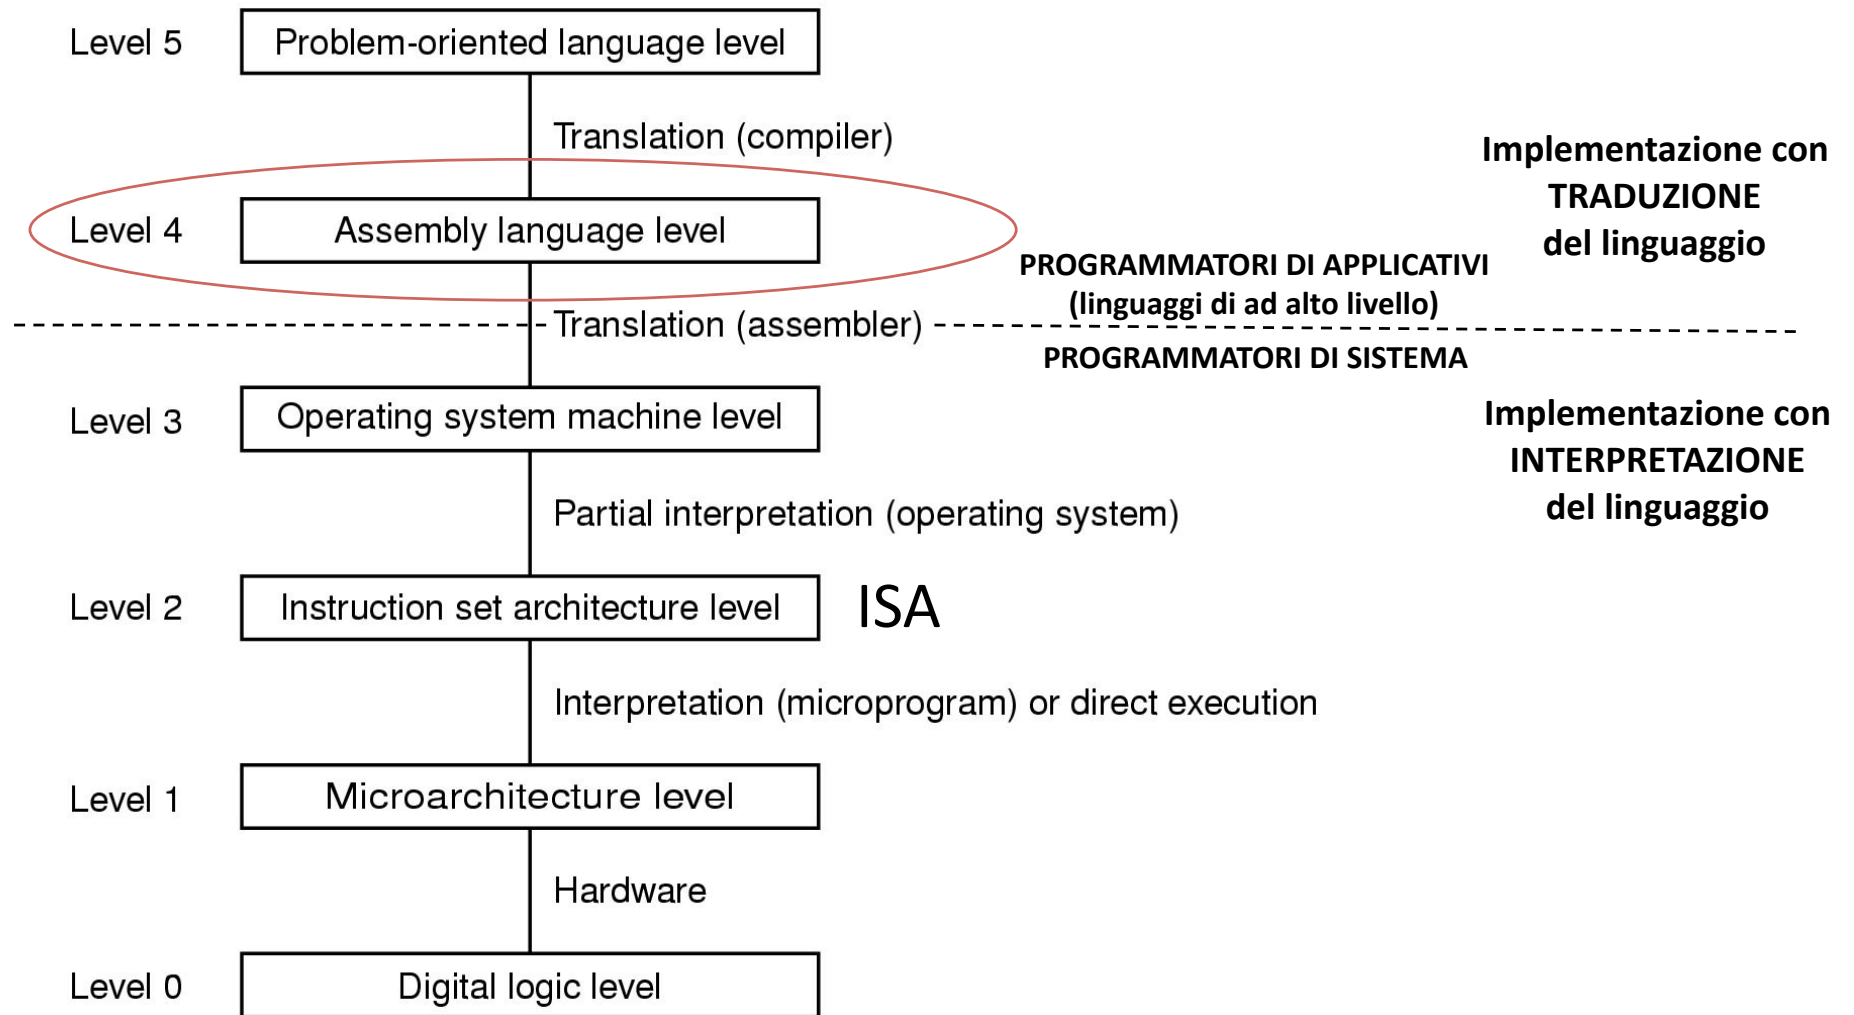 Level 5
Problem-oriented language level
Translation (compiler)
Implementazione con
TRADUZIONE
del linguaggio
Level 4
Assembly language level
PROGRAMMATORI DI APPLICATIVI
(linguaggi di ad alto livello)
Translation (assembler)
PROGRAMMATORI DI SISTEMA
Level 3
Operating system machine level
Implementazione con
INTERPRETAZIONE
del linguaggio
Partial interpretation (operating system)
Level 2
Instruction set architecture level
ISA
Interpretation (microprogram) or direct execution
Level 1
Microarchitecture level
Hardware
Level 0
Digital logic level